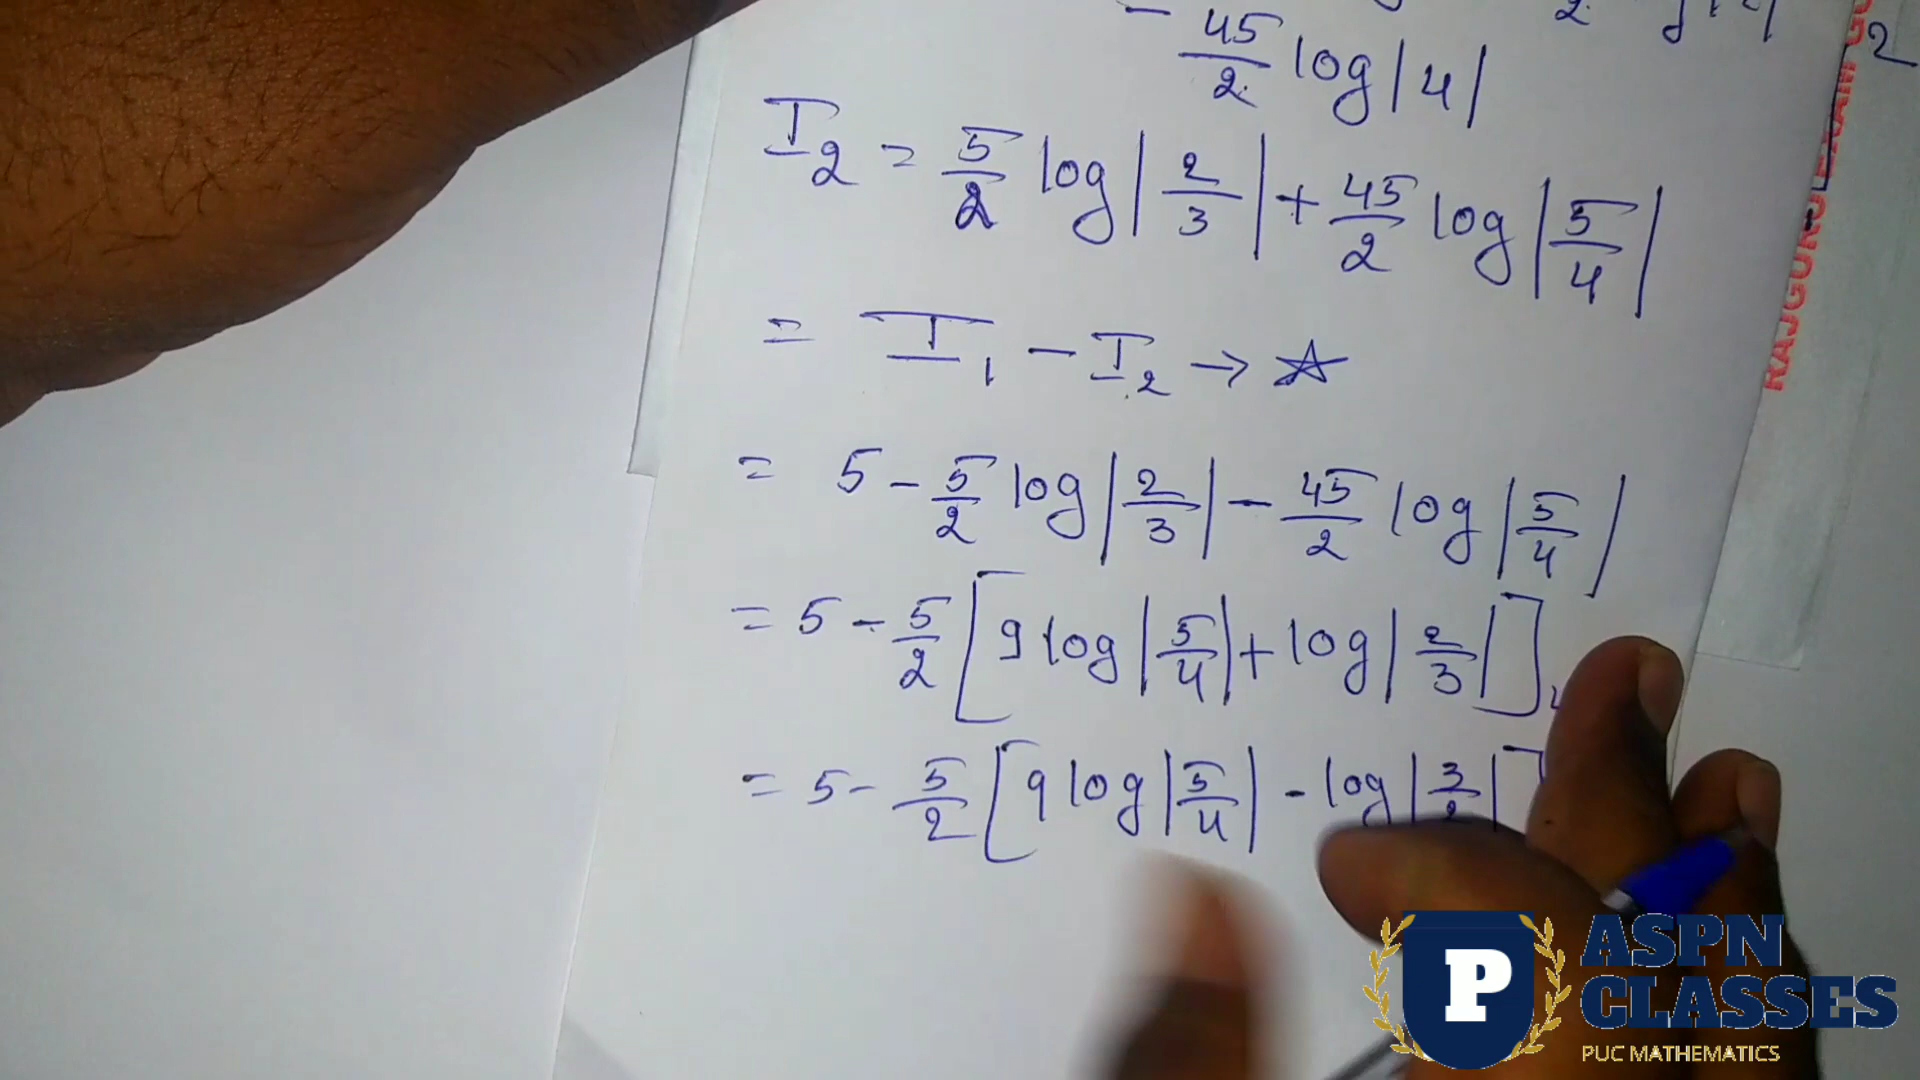 - 45/2 log|4|
I₂ = 5/2 log|2/3| + 45/2 log|5/4|
= I₁ - I₂ → ☆
= 5 - 5/2 log|2/3| - 45/2 log|5/4|
= 5 - 5/2 [9 log|5/4| + log|2/3|]
= 5 - 5/2 [9 log|5/4| - log|3/2|]
P
ASPN
CLASSES
PUC MATHEMATICS